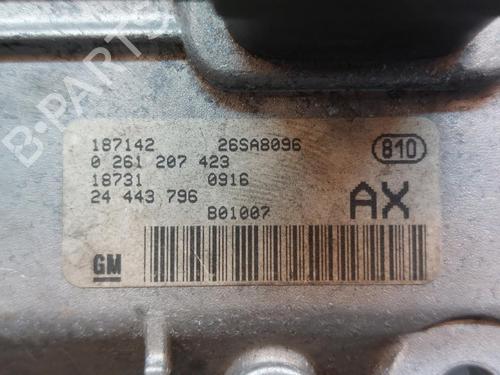 B-PARTS
187142 26SA8096
0 261 207 423 810
18731 0916
24 443 796 AX
B01007
GM